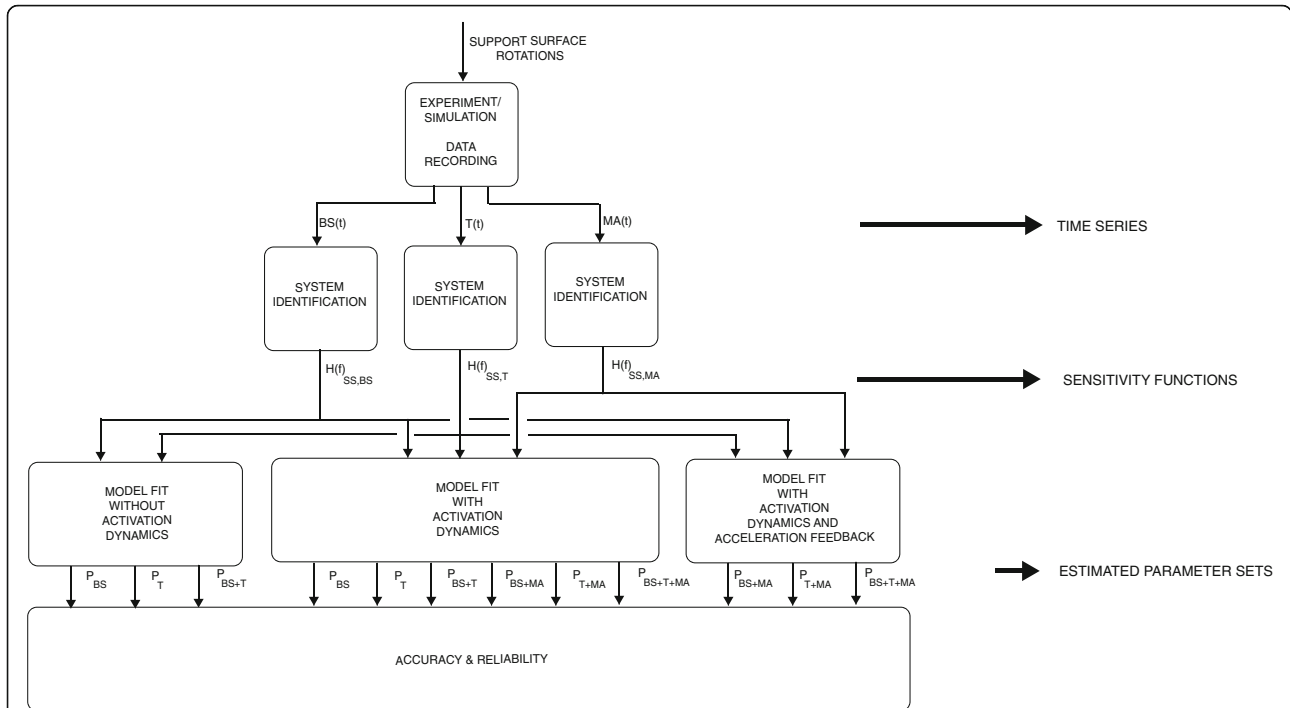 SUPPORT SURFACE
ROTATIONS
EXPERIMENT/
SIMULATION
DATA
RECORDING
BS(t)
T(t)
MA(t)
TIME SERIES
SYSTEM
IDENTIFICATION
SYSTEM
IDENTIFICATION
SYSTEM
IDENTIFICATION
H(f)SS,BS
H(f)SS,T
H(f)SS,MA
SENSITIVITY FUNCTIONS
MODEL FIT
WITHOUT
ACTIVATION
DYNAMICS
MODEL FIT
WITH
ACTIVATION
DYNAMICS
MODEL FIT
WITH
ACTIVATION
DYNAMICS AND
ACCELERATION FEEDBACK
PBS
PT
PBS+T
PBS
PT
PBS+T
PBS+MA
PT+MA
PBS+T+MA
PBS+MA
PT+MA
PBS+T+MA
ESTIMATED PARAMETER SETS
ACCURACY & RELIABILITY